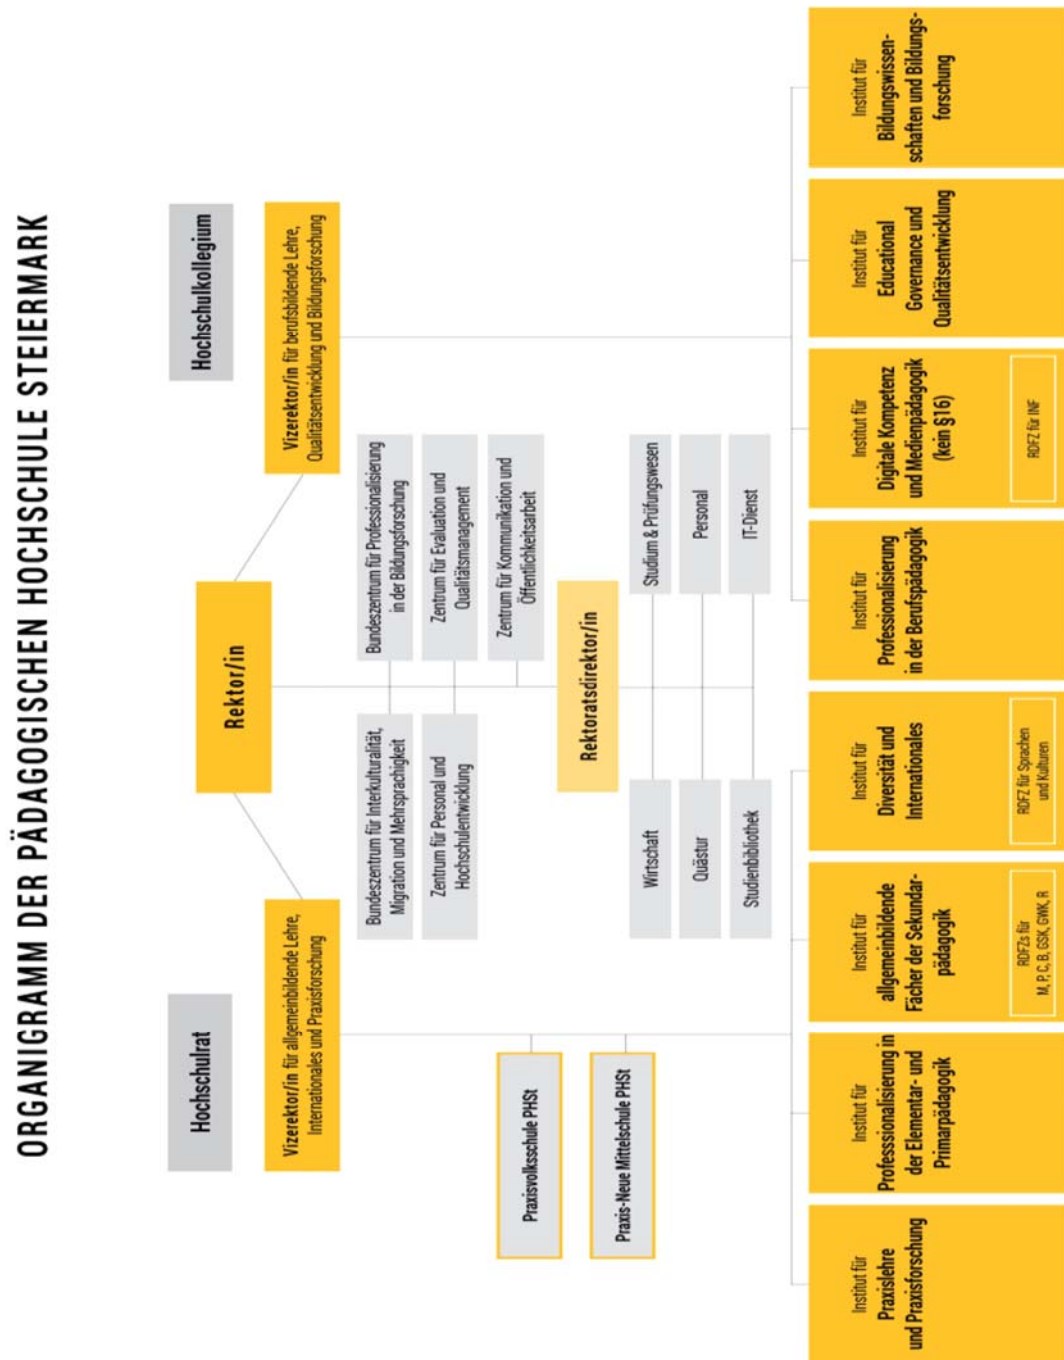 ORGANIGRAMM DER PÄDAGOGISCHEN HOCHSCHULE STEIERMARK
Hochschulrat
Hochschulkollegium
Rektor/in
Vizerektor/in für allgemeinbildende Lehre,
Internationales und Praxisforschung
Vizerektor/in für berufsbildende Lehre,
Qualitätsentwicklung und Bildungsforschung
Bundeszentrum für Interkulturalität,
Migration und Mehrsprachigkeit
Bundeszentrum für Professionalisierung
in der Bildungsforschung
Zentrum für Personal und
Hochschulentwicklung
Zentrum für Evaluation und
Qualitätsmanagement
Zentrum für Kommunikation und
Öffentlichkeitsarbeit
Praxisvolksschule PHSt
Praxis-Neue Mittelschule PHSt
Rektoratsdirektor/in
Wirtschaft
Studium & Prüfungswesen
Quästur
Personal
Studienbibliothek
IT-Dienst
Institut für
Praxislehre
und Praxisforschung
Institut für
Professsionalisierung in
der Elementar- und
Primarpädagogik
Institut für
allgemeinbildende
Fächer der Sekundar-
pädagogik
RDFZs für
M, P, C, B, GSK, GWK, R
Institut für
Diversität und
Internationales
RDFZ für Sprachen
und Kulturen
Institut für
Professionalisierung
in der Berufspädagogik
Institut für
Digitale Kompetenz
und Medienpädagogik
(kein §16)
RDFZ für INF
Institut für
Educational
Governance und
Qualitätsentwicklung
Institut für
Bildungswissen-
schaften und Bildungs-
forschung